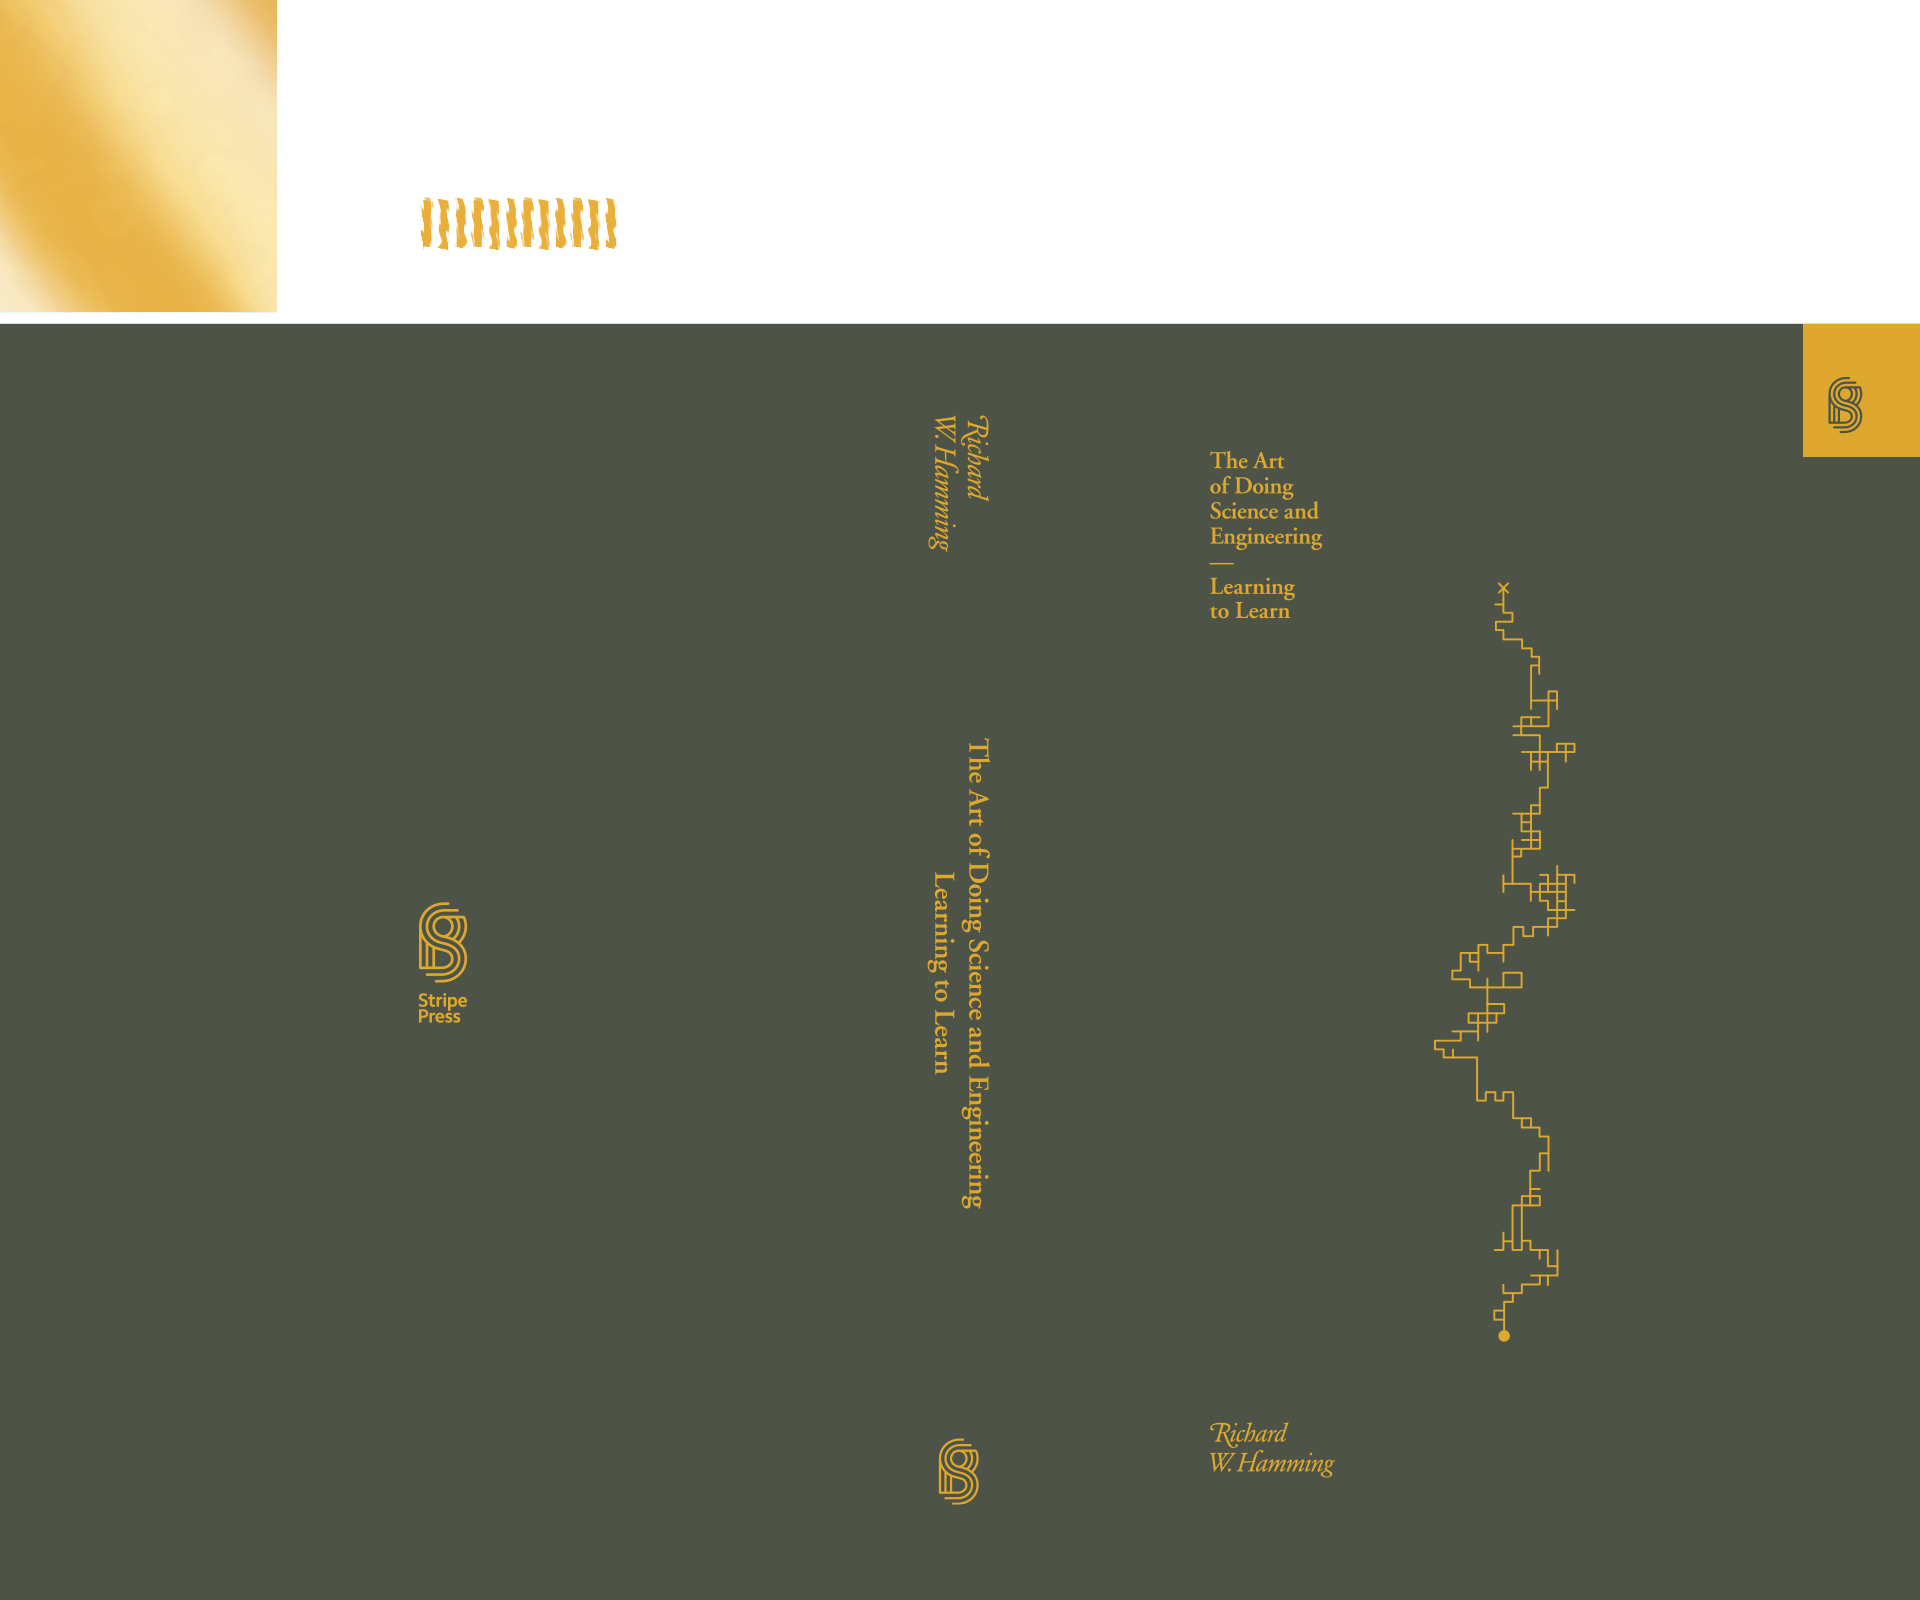 Stripe
Press
Richard
W. Hamming
The Art of Doing Science and Engineering
Learning to Learn
The Art
of Doing
Science and
Engineering
—
Learning
to Learn
Richard
W. Hamming